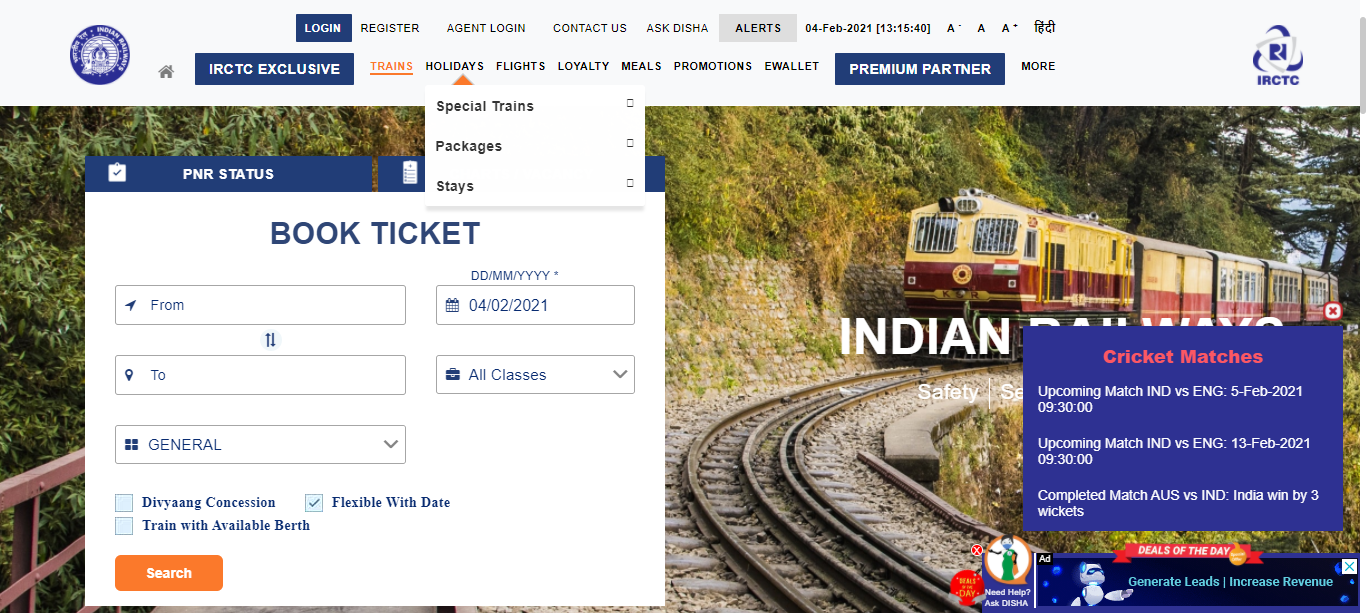 LOGIN REGISTER AGENT LOGIN CONTACT US ASK DISHA ALERTS 04-Feb-2021 [13:15:40] A - A A + हिंदी
IRCTC EXCLUSIVE TRAINS HOLIDAYS FLIGHTS LOYALTY MEALS PROMOTIONS EWALLET PREMIUM PARTNER MORE
IRCTC
Special Trains
Packages
Stays
PNR STATUS
BOOK TICKET
DD/MM/YYYY *
From
04/02/2021
To
All Classes
GENERAL
Divyaang Concession
Flexible With Date
Train with Available Berth
Search
INDIAN RAILWAYS
Safety | Se
Cricket Matches
Upcoming Match IND vs ENG: 5-Feb-2021
09:30:00
Upcoming Match IND vs ENG: 13-Feb-2021
09:30:00
Completed Match AUS vs IND: India win by 3
wickets
DEALS OF THE DAY
Ad
Generate Leads | Increase Revenue
DEALS
DAY
Need Help?
Ask DISHA